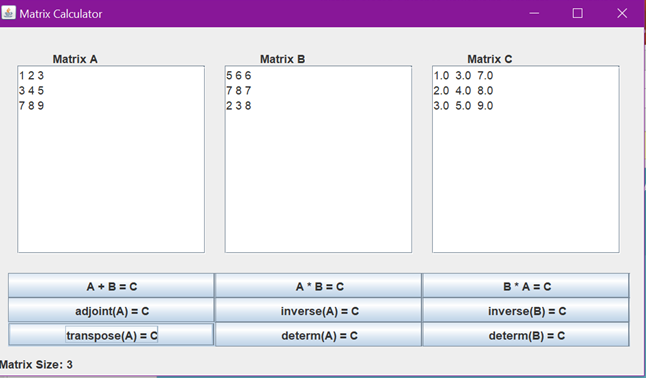 Matrix Calculator
Matrix A Matrix B Matrix C
1 2 3
3 4 5
7 8 9
5 6 6
7 8 7
2 3 8
1.0 3.0 7.0
2.0 4.0 8.0
3.0 5.0 9.0
A + B = C A * B = C B * A = C
adjoint(A) = C inverse(A) = C inverse(B) = C
transpose(A) = C determ(A) = C determ(B) = C
Matrix Size: 3